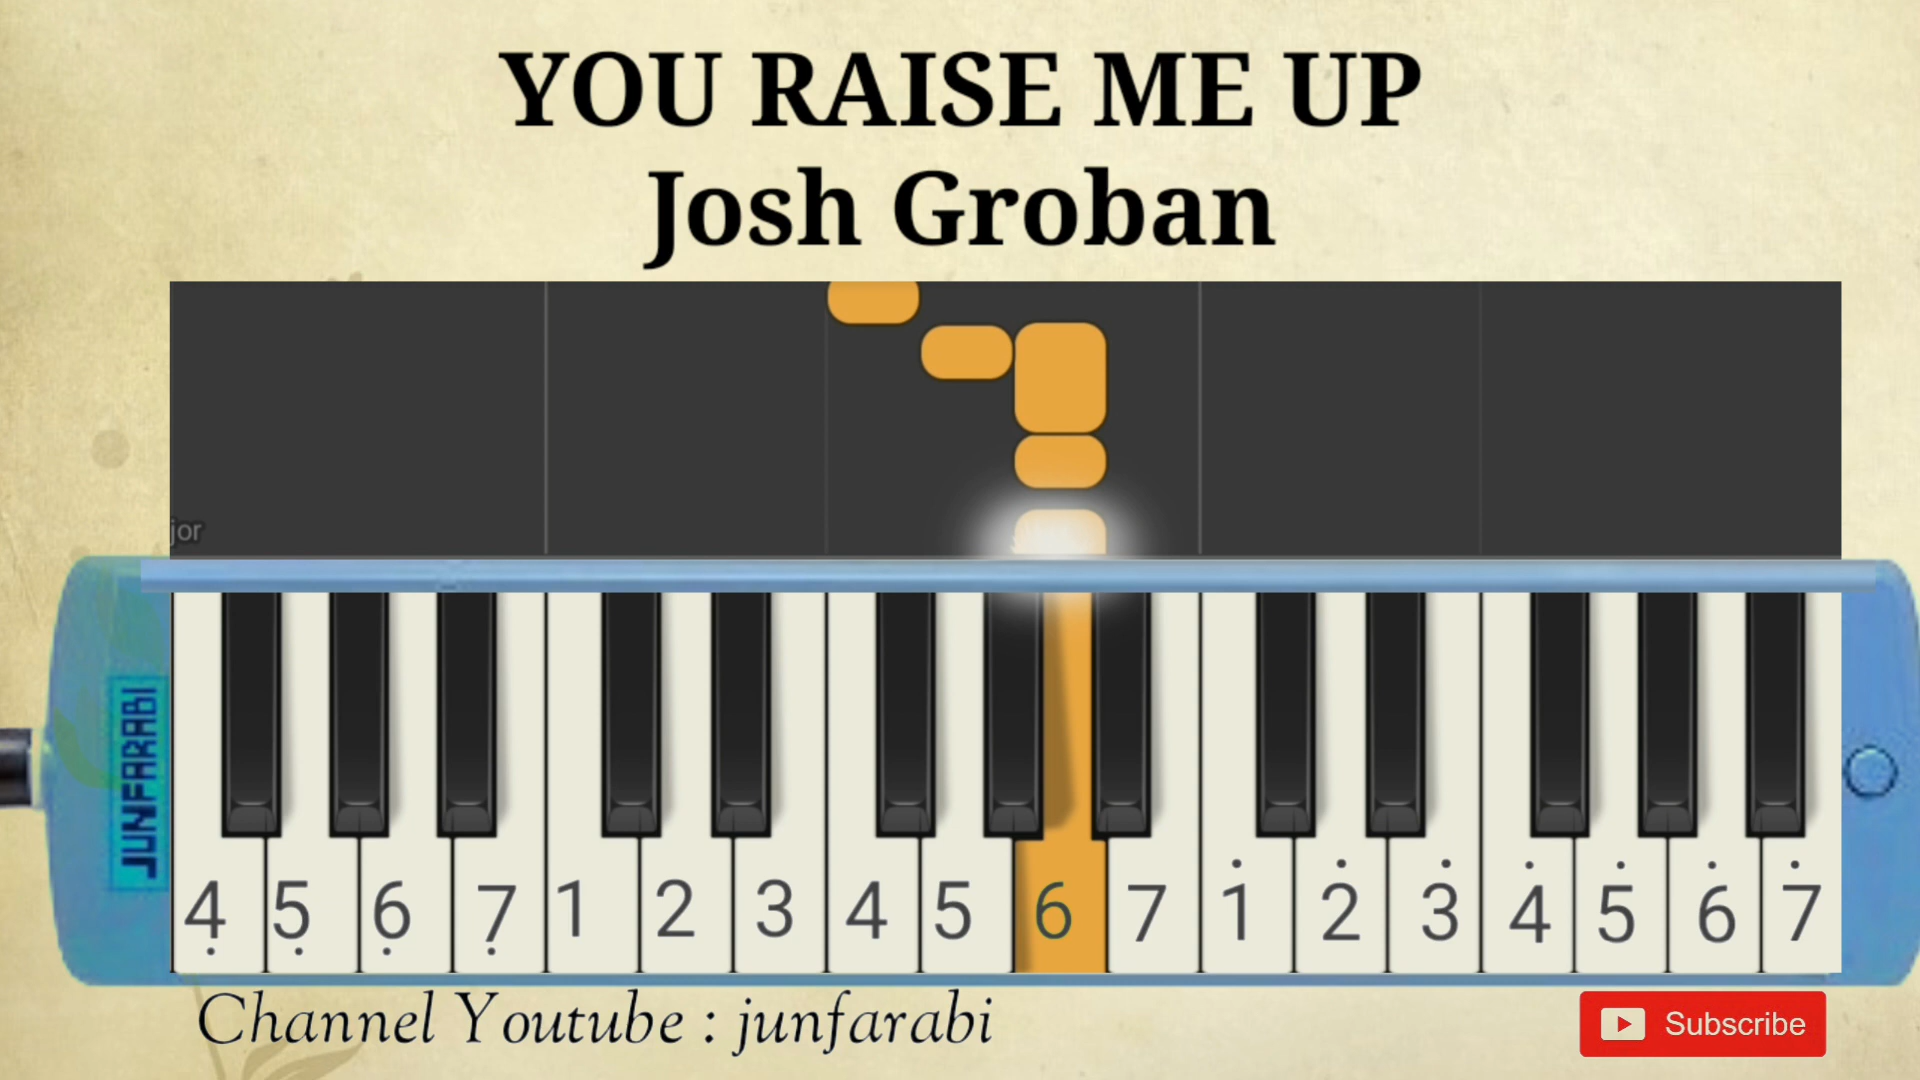 YOU RAISE ME UP
Josh Groban
jor
JUNFARABI
4̣ 5̣ 6̣ 7̣ 1 2 3 4 5 6 7 1̇ 2̇ 3̇ 4̇ 5̇ 6̇ 7̇
Channel Youtube : junfarabi
Subscribe